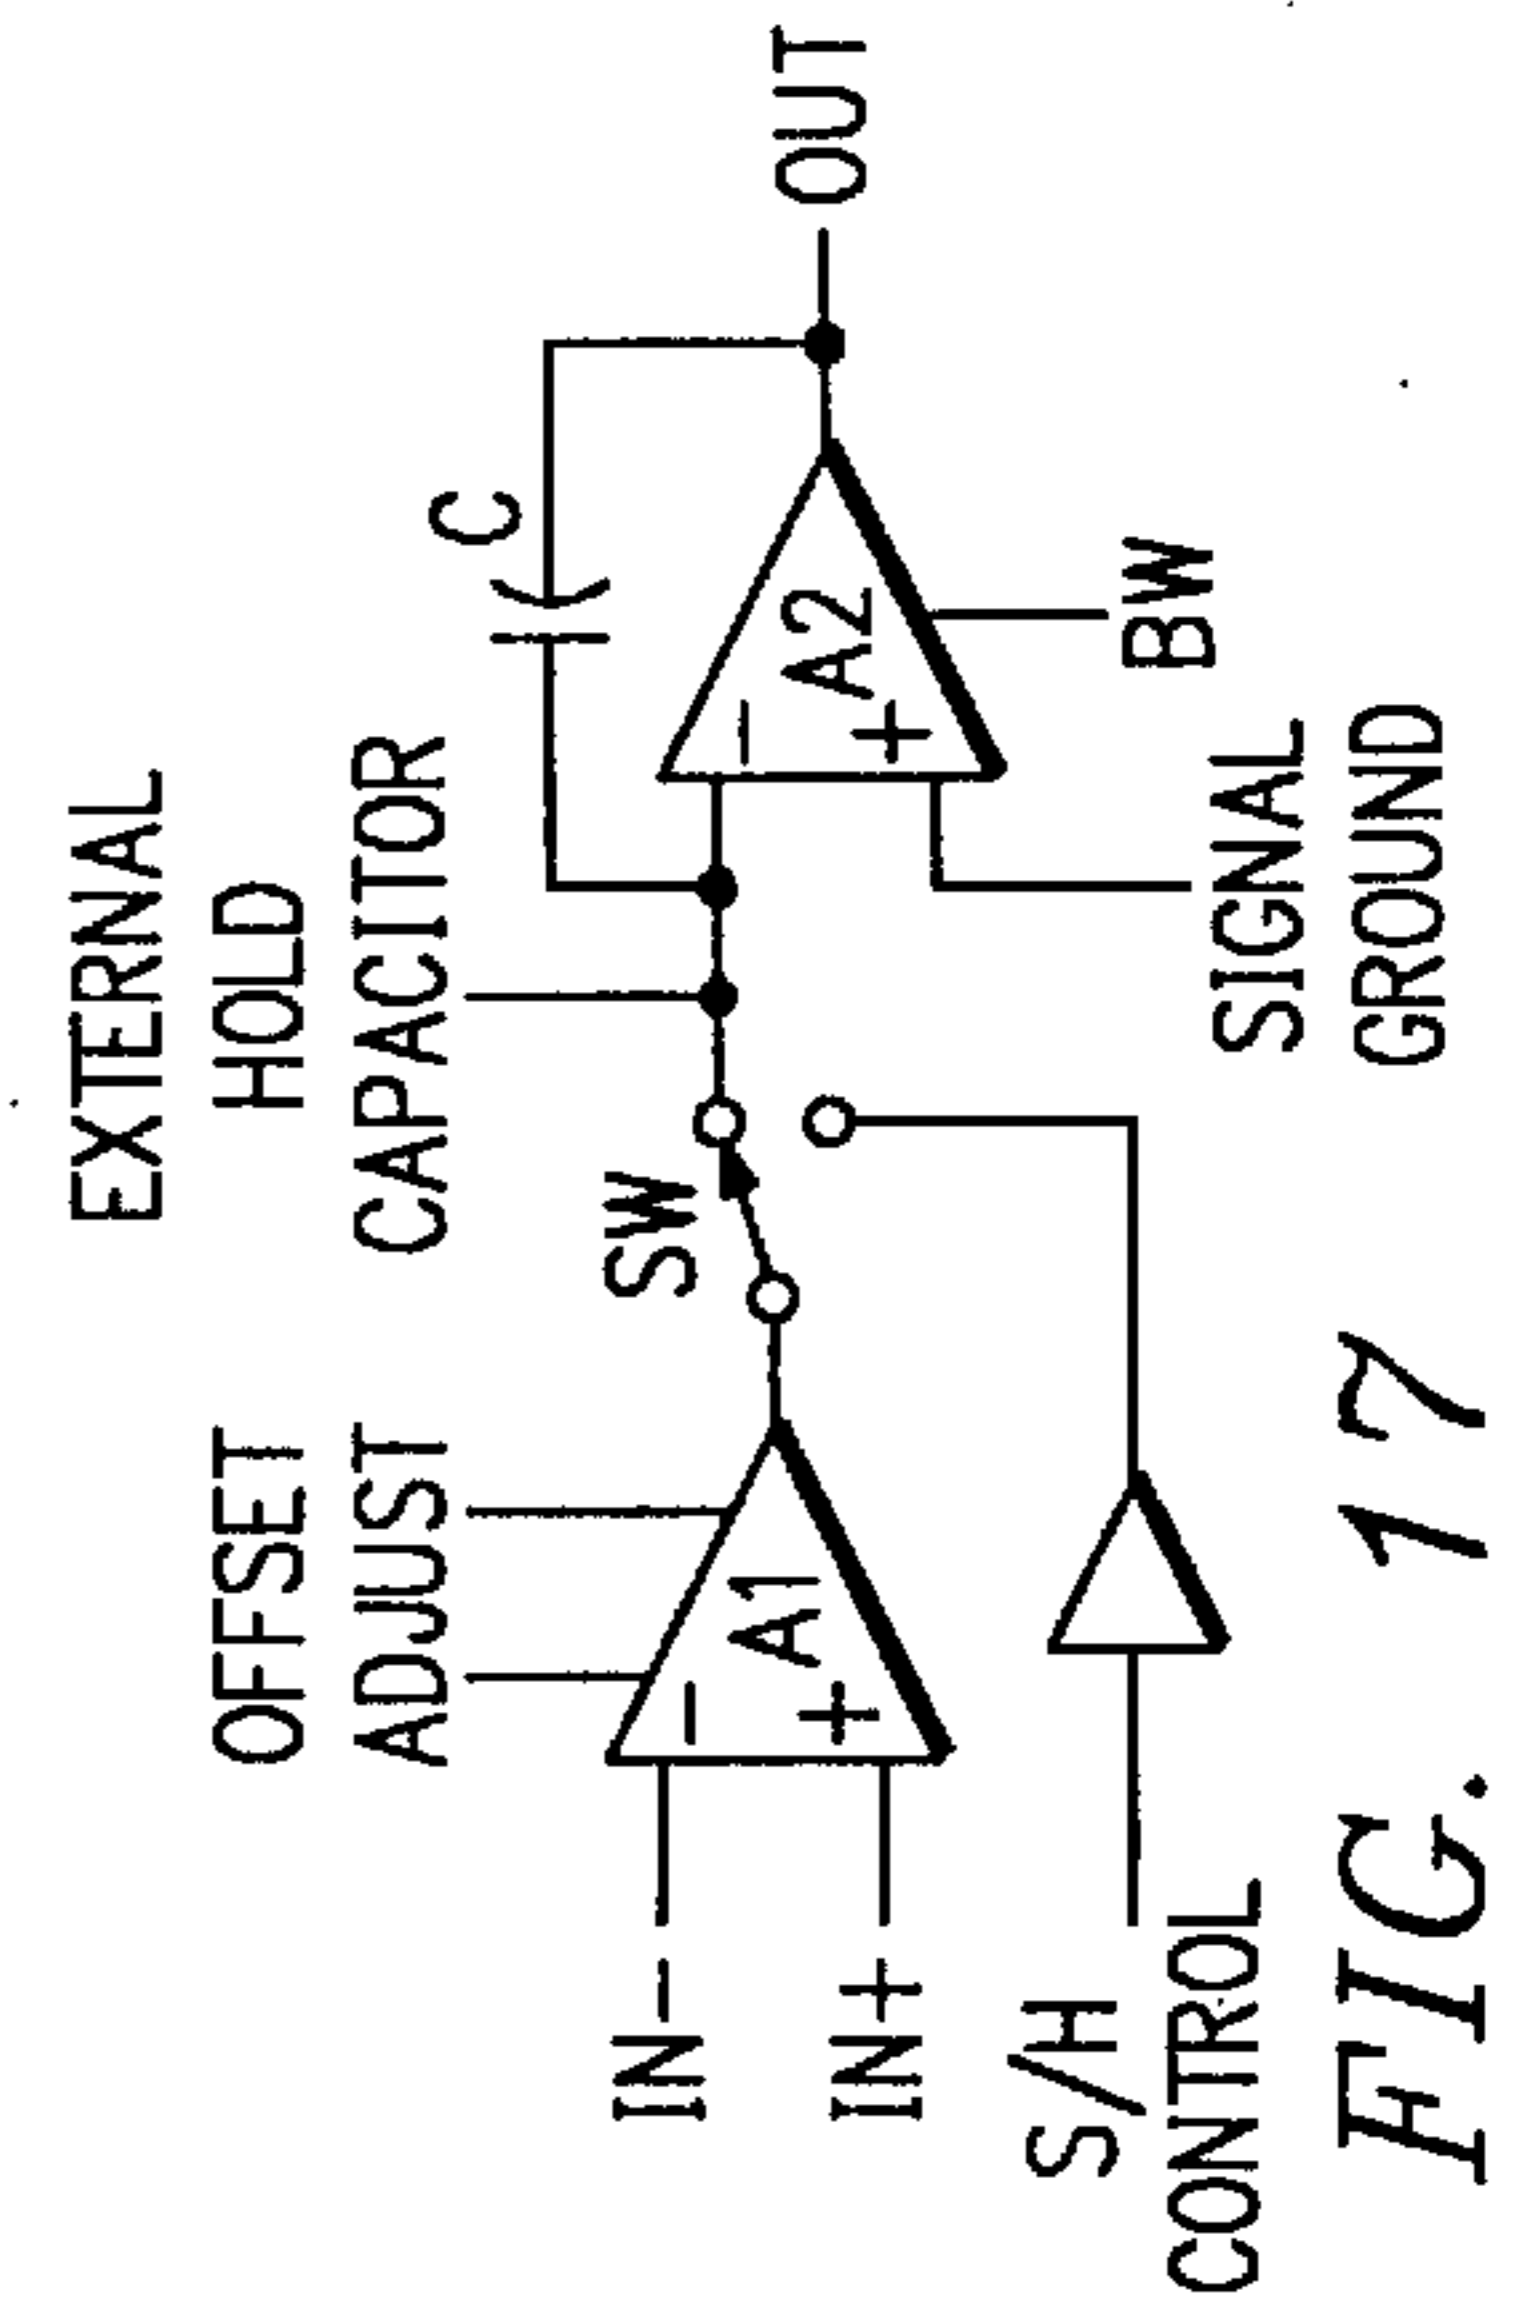 EXTERNAL
HOLD
CAPACITOR
OFFSET
ADJUST
C
SW
IN-
IN+
-
A1
+
-
A2
+
OUT
S/H
CONTROL
SIGNAL
GROUND
BW
FIG. 17